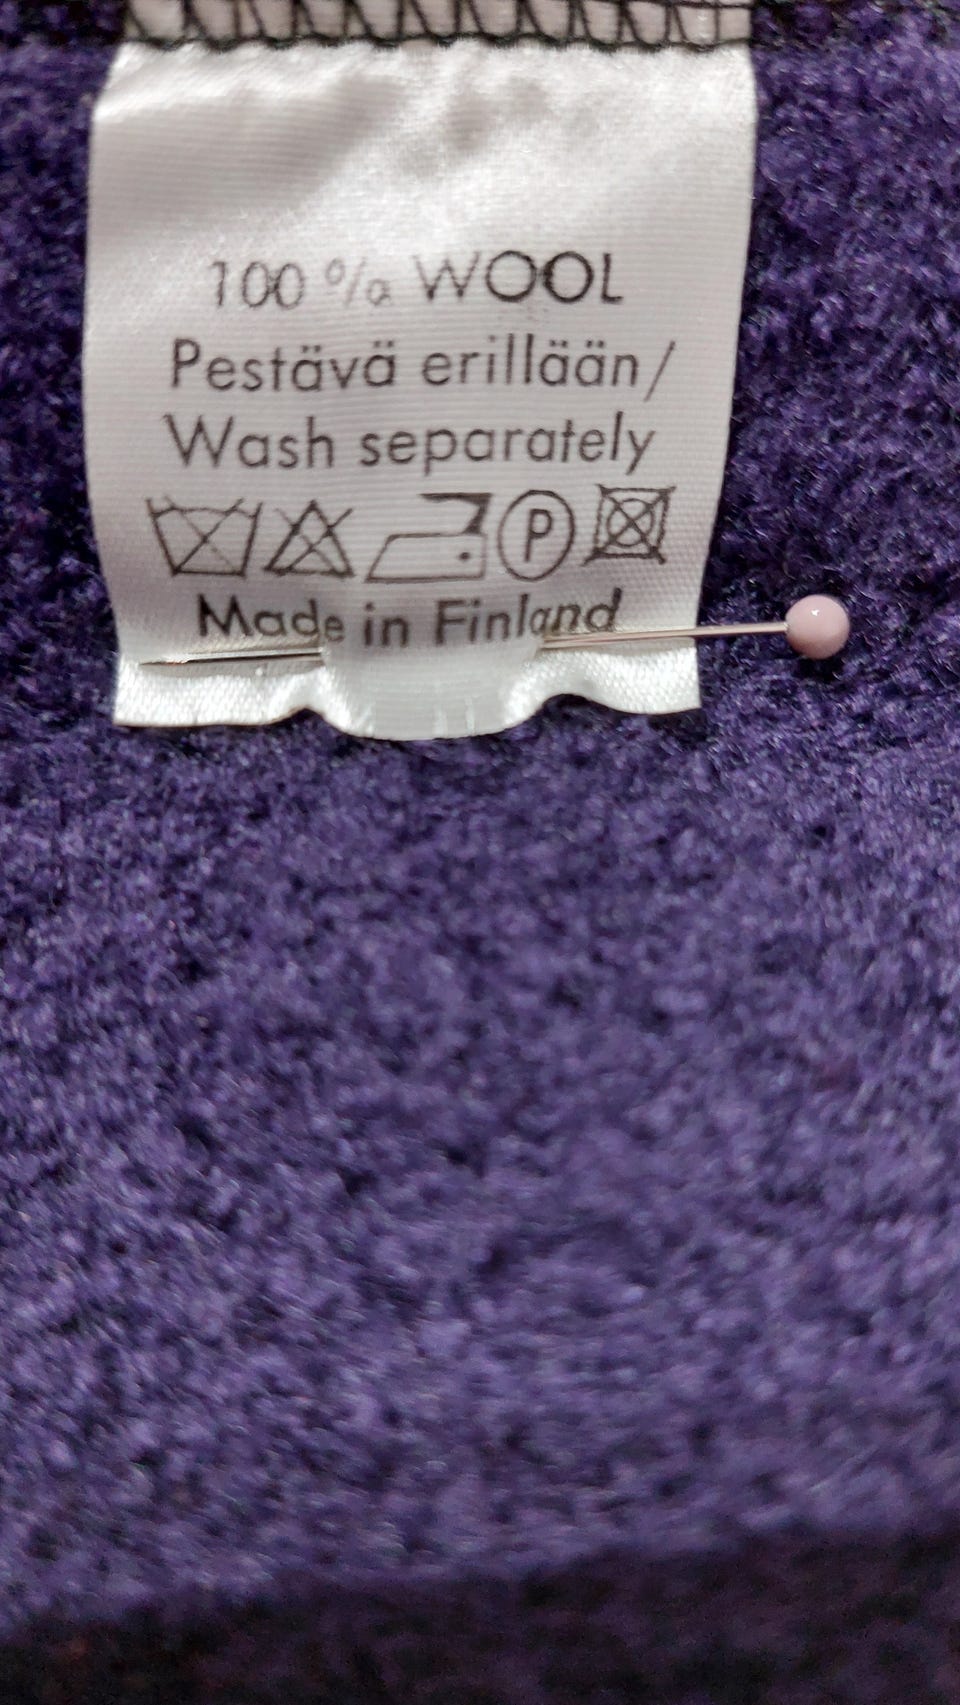 100 % WOOL
Pestävä erillään/
Wash separately
P
Made in Finland